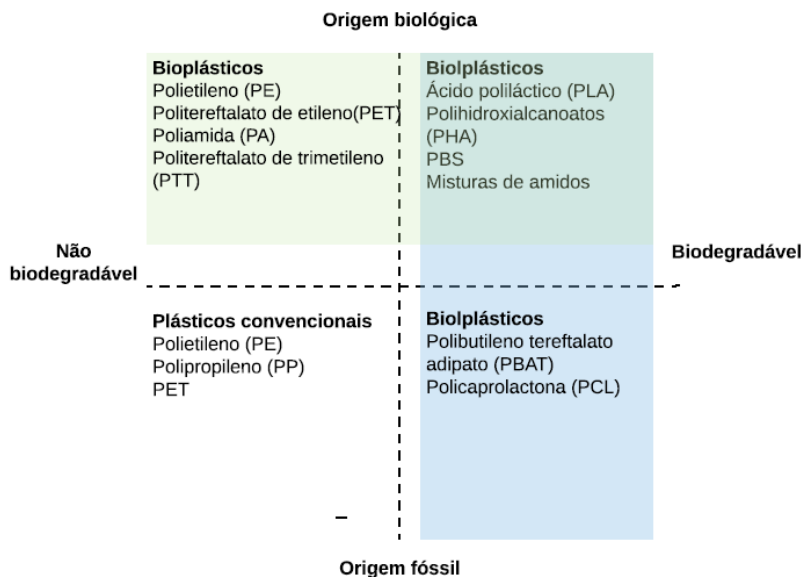 Origem biológica
Bioplásticos
Polietileno (PE)
Politereftalato de etileno(PET)
Poliamida (PA)
Politereftalato de trimetileno
(PTT)
Biolplásticos
Ácido poliláctico (PLA)
Polihidroxialcanoatos
(PHA)
PBS
Misturas de amidos
Não
biodegradável
Biodegradável
Plásticos convencionais
Polietileno (PE)
Polipropileno (PP)
PET
Biolplásticos
Polibutileno tereftalato
adipato (PBAT)
Policaprolactona (PCL)
Origem fóssil